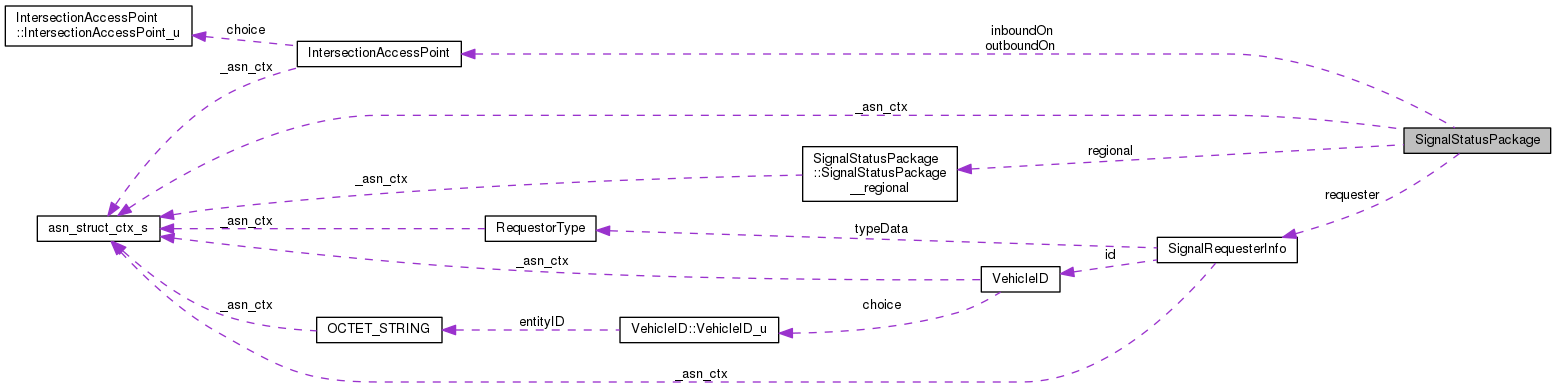 IntersectionAccessPoint
::IntersectionAccessPoint_u
choice
IntersectionAccessPoint
inboundOn
outboundOn
_asn_ctx
_asn_ctx
SignalStatusPackage
SignalStatusPackage
::SignalStatusPackage
__regional
regional
_asn_ctx
requester
asn_struct_ctx_s
_asn_ctx
RequestorType
typeData
SignalRequesterInfo
_asn_ctx
id
VehicleID
_asn_ctx
OCTET_STRING
entityID
VehicleID::VehicleID_u
choice
_asn_ctx